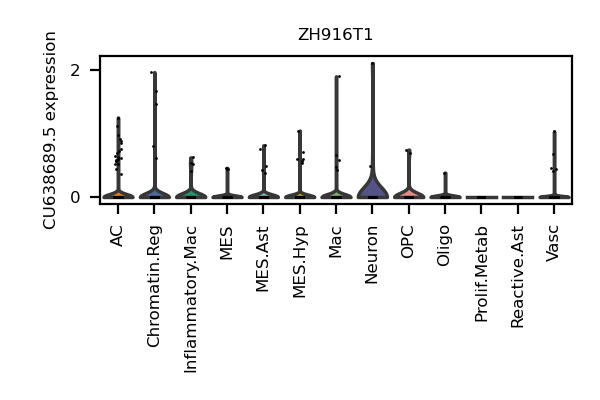 ZH916T1
CU638689.5 expression
2
0
AC
Chromatin.Reg
Inflammatory.Mac
MES
MES.Ast
MES.Hyp
Mac
Neuron
OPC
Oligo
Prolif.Metab
Reactive.Ast
Vasc